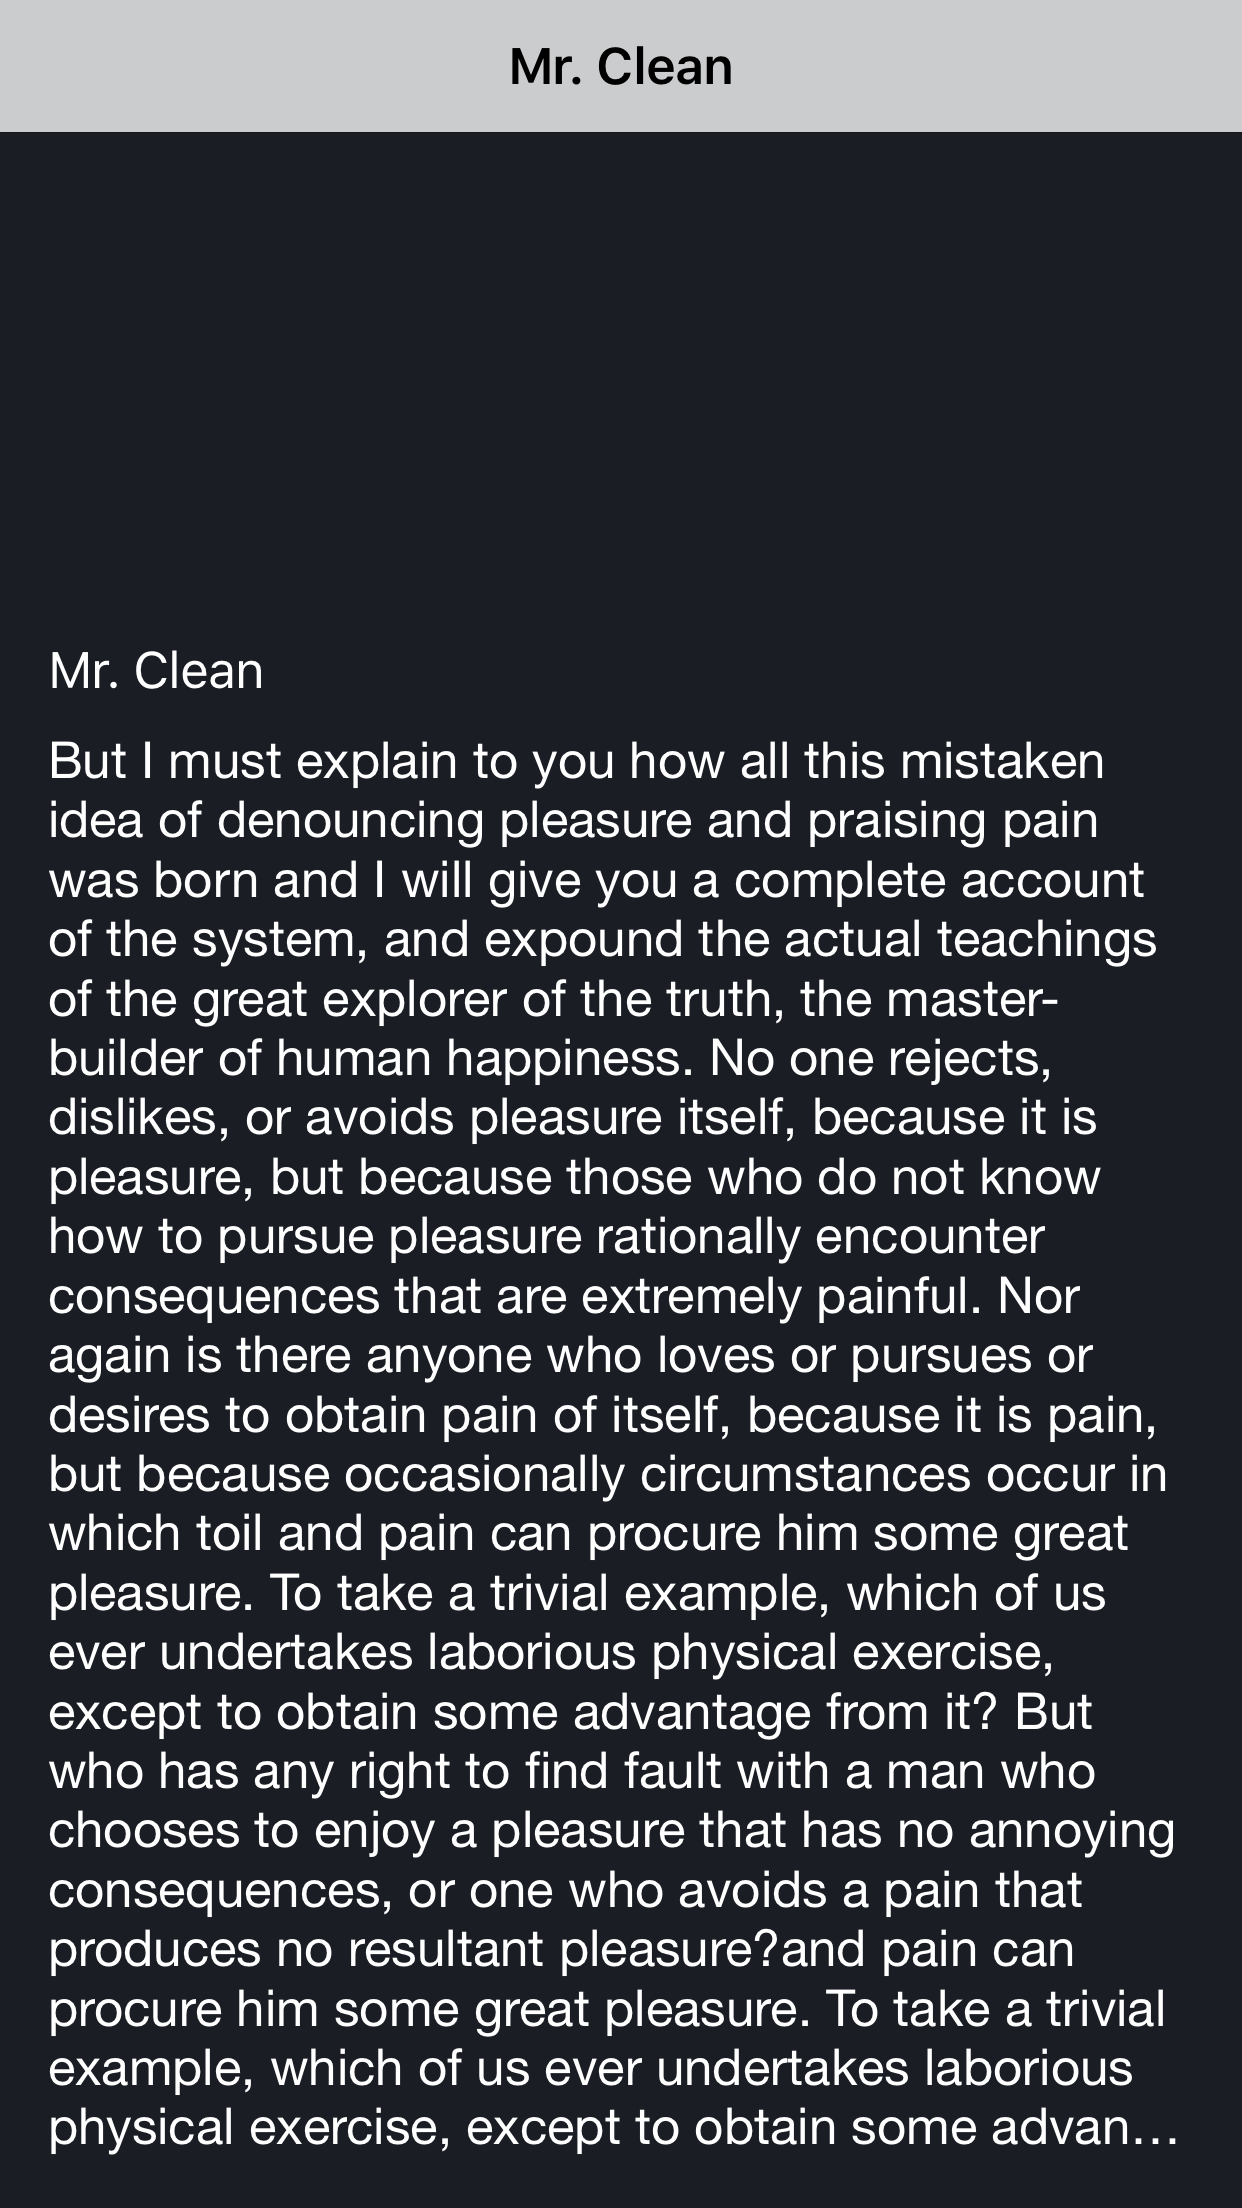 Mr. Clean
Mr. Clean
But I must explain to you how all this mistaken
idea of denouncing pleasure and praising pain
was born and I will give you a complete account
of the system, and expound the actual teachings
of the great explorer of the truth, the master-
builder of human happiness. No one rejects,
dislikes, or avoids pleasure itself, because it is
pleasure, but because those who do not know
how to pursue pleasure rationally encounter
consequences that are extremely painful. Nor
again is there anyone who loves or pursues or
desires to obtain pain of itself, because it is pain,
but because occasionally circumstances occur in
which toil and pain can procure him some great
pleasure. To take a trivial example, which of us
ever undertakes laborious physical exercise,
except to obtain some advantage from it? But
who has any right to find fault with a man who
chooses to enjoy a pleasure that has no annoying
consequences, or one who avoids a pain that
produces no resultant pleasure?and pain can
procure him some great pleasure. To take a trivial
example, which of us ever undertakes laborious
physical exercise, except to obtain some advan…